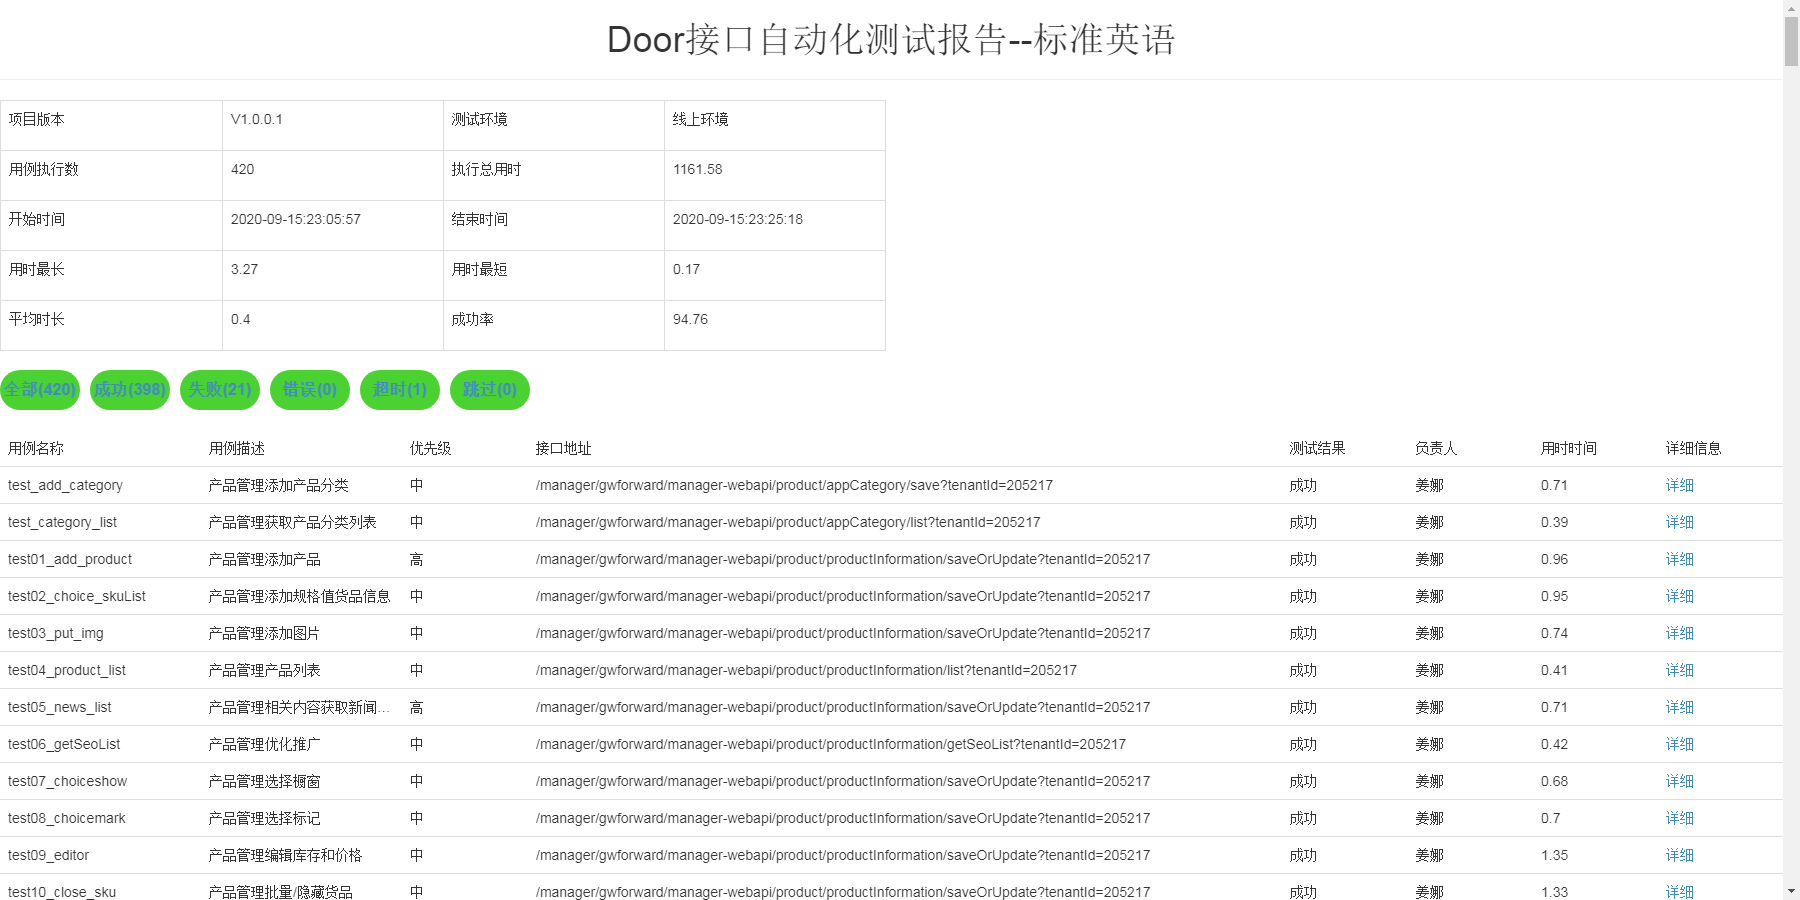 Door接口自动化测试报告--标准英语
项目版本 V1.0.0.1 测试环境 线上环境
用例执行数 420 执行总用时 1161.58
开始时间 2020-09-15:23:05:57 结束时间 2020-09-15:23:25:18
用时最长 3.27 用时最短 0.17
平均时长 0.4 成功率 94.76
全部(420) 成功(398) 失败(21) 错误(0) 超时(1) 跳过(0)
用例名称 用例描述 优先级 接口地址 测试结果 负责人 用时时间 详细信息
test_add_category 产品管理添加产品分类 中 /manager/gwforward/manager-webapi/product/appCategory/save?tenantId=205217 成功 姜娜 0.71 详细
test_category_list 产品管理获取产品分类列表 中 /manager/gwforward/manager-webapi/product/appCategory/list?tenantId=205217 成功 姜娜 0.39 详细
test01_add_product 产品管理添加产品 高 /manager/gwforward/manager-webapi/product/productInformation/saveOrUpdate?tenantId=205217 成功 姜娜 0.96 详细
test02_choice_skuList 产品管理添加规格值货品信息 中 /manager/gwforward/manager-webapi/product/productInformation/saveOrUpdate?tenantId=205217 成功 姜娜 0.95 详细
test03_put_img 产品管理添加图片 中 /manager/gwforward/manager-webapi/product/productInformation/saveOrUpdate?tenantId=205217 成功 姜娜 0.74 详细
test04_product_list 产品管理产品列表 中 /manager/gwforward/manager-webapi/product/productInformation/list?tenantId=205217 成功 姜娜 0.41 详细
test05_news_list 产品管理相关内容获取新闻... 高 /manager/gwforward/manager-webapi/product/productInformation/saveOrUpdate?tenantId=205217 成功 姜娜 0.71 详细
test06_getSeoList 产品管理优化推广 中 /manager/gwforward/manager-webapi/product/productInformation/getSeoList?tenantId=205217 成功 姜娜 0.42 详细
test07_choiceshow 产品管理选择橱窗 中 /manager/gwforward/manager-webapi/product/productInformation/saveOrUpdate?tenantId=205217 成功 姜娜 0.68 详细
test08_choicemark 产品管理选择标记 中 /manager/gwforward/manager-webapi/product/productInformation/saveOrUpdate?tenantId=205217 成功 姜娜 0.7 详细
test09_editor 产品管理编辑库存和价格 中 /manager/gwforward/manager-webapi/product/productInformation/saveOrUpdate?tenantId=205217 成功 姜娜 1.35 详细
test10_close_sku 产品管理批量/隐藏货品 中 /manager/gwforward/manager-webapi/product/productInformation/saveOrUpdate?tenantId=205217 成功 姜娜 1.33 详细